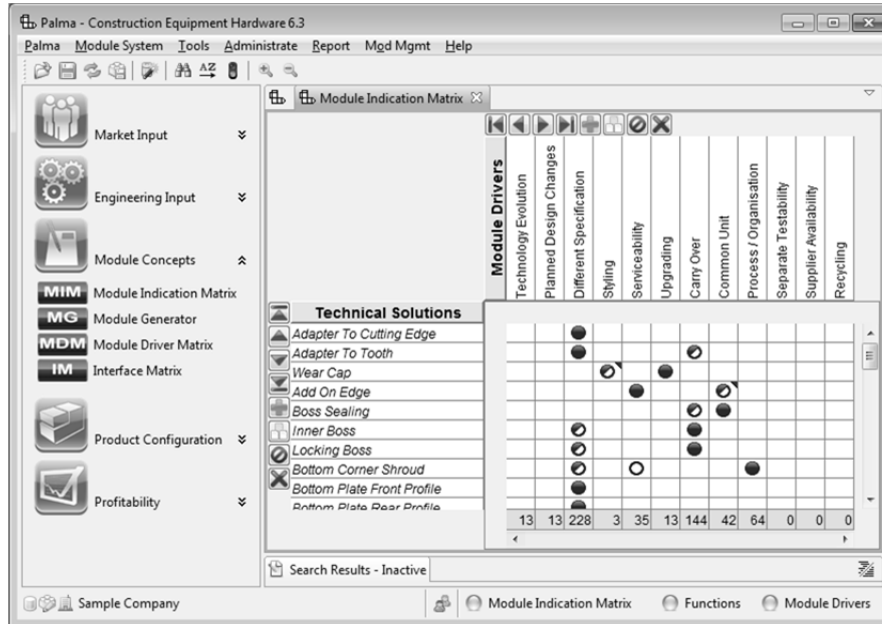 Palma - Construction Equipment Hardware 6.3
Palma Module System Tools Administrate Report Mod Mgmt Help
AZ
Module Indication Matrix
Market Input
Engineering Input
Module Concepts
MIM Module Indication Matrix
MG Module Generator
MDM Module Driver Matrix
IM Interface Matrix
Product Configuration
Profitability
Module Drivers
Technology Evolution
Planned Design Changes
Different Specification
Styling
Serviceability
Upgrading
Carry Over
Common Unit
Process / Organisation
Separate Testability
Supplier Availability
Recycling
Technical Solutions
Adapter To Cutting Edge
Adapter To Tooth
Wear Cap
Add On Edge
Boss Sealing
Inner Boss
Locking Boss
Bottom Corner Shroud
Bottom Plate Front Profile
Bottom Plate Rear Profile
13 13 228 3 35 13 144 42 64 0 0 0
Search Results - Inactive
Sample Company
Module Indication Matrix Functions Module Drivers